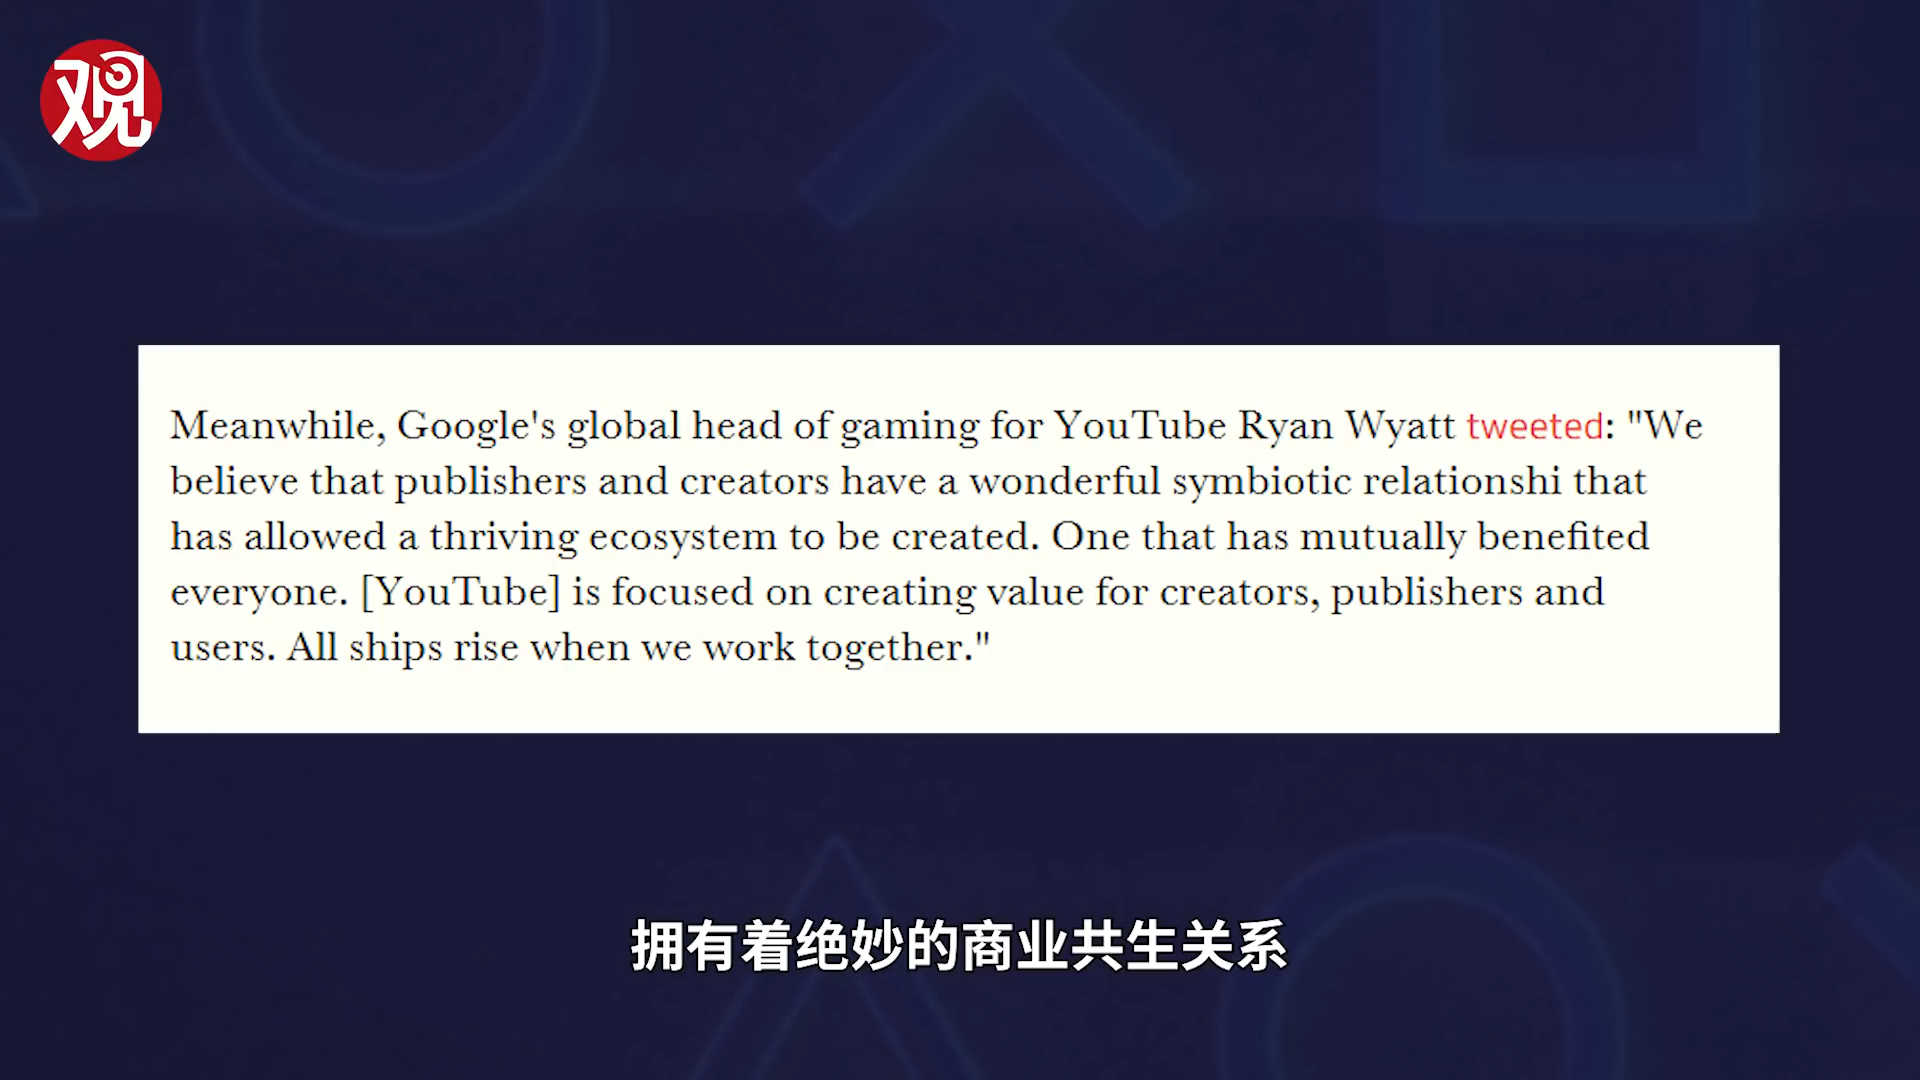 观
Meanwhile, Google's global head of gaming for YouTube Ryan Wyatt tweeted: "We
believe that publishers and creators have a wonderful symbiotic relationshi that
has allowed a thriving ecosystem to be created. One that has mutually benefited
everyone. [YouTube] is focused on creating value for creators, publishers and
users. All ships rise when we work together."
拥有着绝妙的商业共生关系